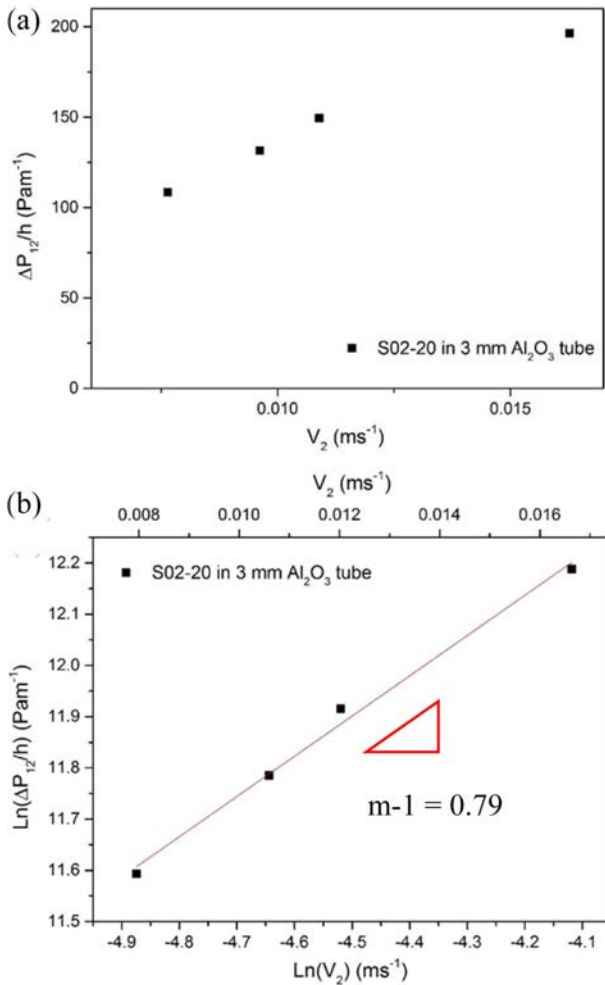 (a)
200
150
100
50
0
ΔP₁₂/h (Pam⁻¹)
S02-20 in 3 mm Al₂O₃ tube
0.010 0.015
V₂ (ms⁻¹)
(b)
V₂ (ms⁻¹)
0.008 0.010 0.012 0.014 0.016
12.2
12.1
12.0
11.9
11.8
11.7
11.6
11.5
Ln(ΔP₁₂/h) (Pam⁻¹)
S02-20 in 3 mm Al₂O₃ tube
m-1 = 0.79
-4.9 -4.8 -4.7 -4.6 -4.5 -4.4 -4.3 -4.2 -4.1
Ln(V₂) (ms⁻¹)